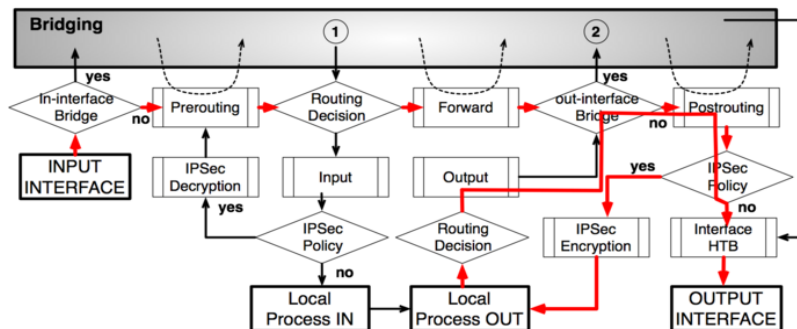 Bridging
1
2
yes
yes
In-interface
Bridge
no
Prerouting
Routing
Decision
Forward
out-interface
Bridge
no
Postrouting
INPUT
INTERFACE
IPSec
Decryption
Input
Output
yes
IPSec
Policy
no
yes
IPSec
Policy
no
Routing
Decision
IPSec
Encryption
Interface
HTB
Local
Process IN
Local
Process OUT
OUTPUT
INTERFACE